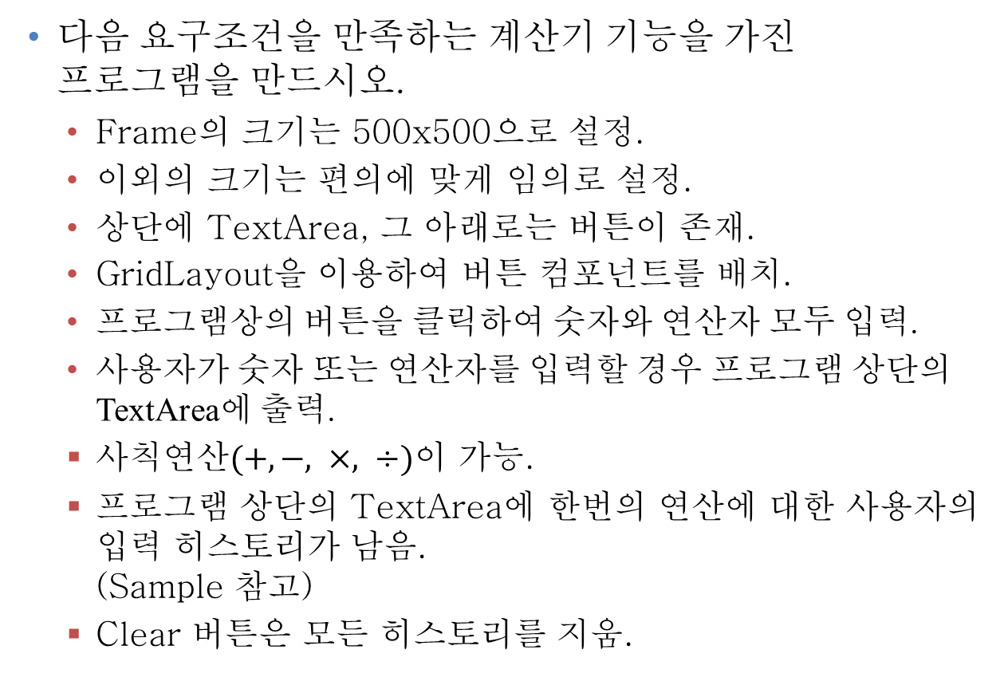 • 다음 요구조건을 만족하는 계산기 기능을 가진
프로그램을 만드시오.
• Frame의 크기는 500x500으로 설정.
• 이외의 크기는 편의에 맞게 임의로 설정.
• 상단에 TextArea, 그 아래로는 버튼이 존재.
• GridLayout을 이용하여 버튼 컴포넌트를 배치.
• 프로그램상의 버튼을 클릭하여 숫자와 연산자 모두 입력.
• 사용자가 숫자 또는 연산자를 입력할 경우 프로그램 상단의
TextArea에 출력.
▪ 사칙연산(+,−, ×, ÷)이 가능.
▪ 프로그램 상단의 TextArea에 한번의 연산에 대한 사용자의
입력 히스토리가 남음.
(Sample 참고)
▪ Clear 버튼은 모든 히스토리를 지움.